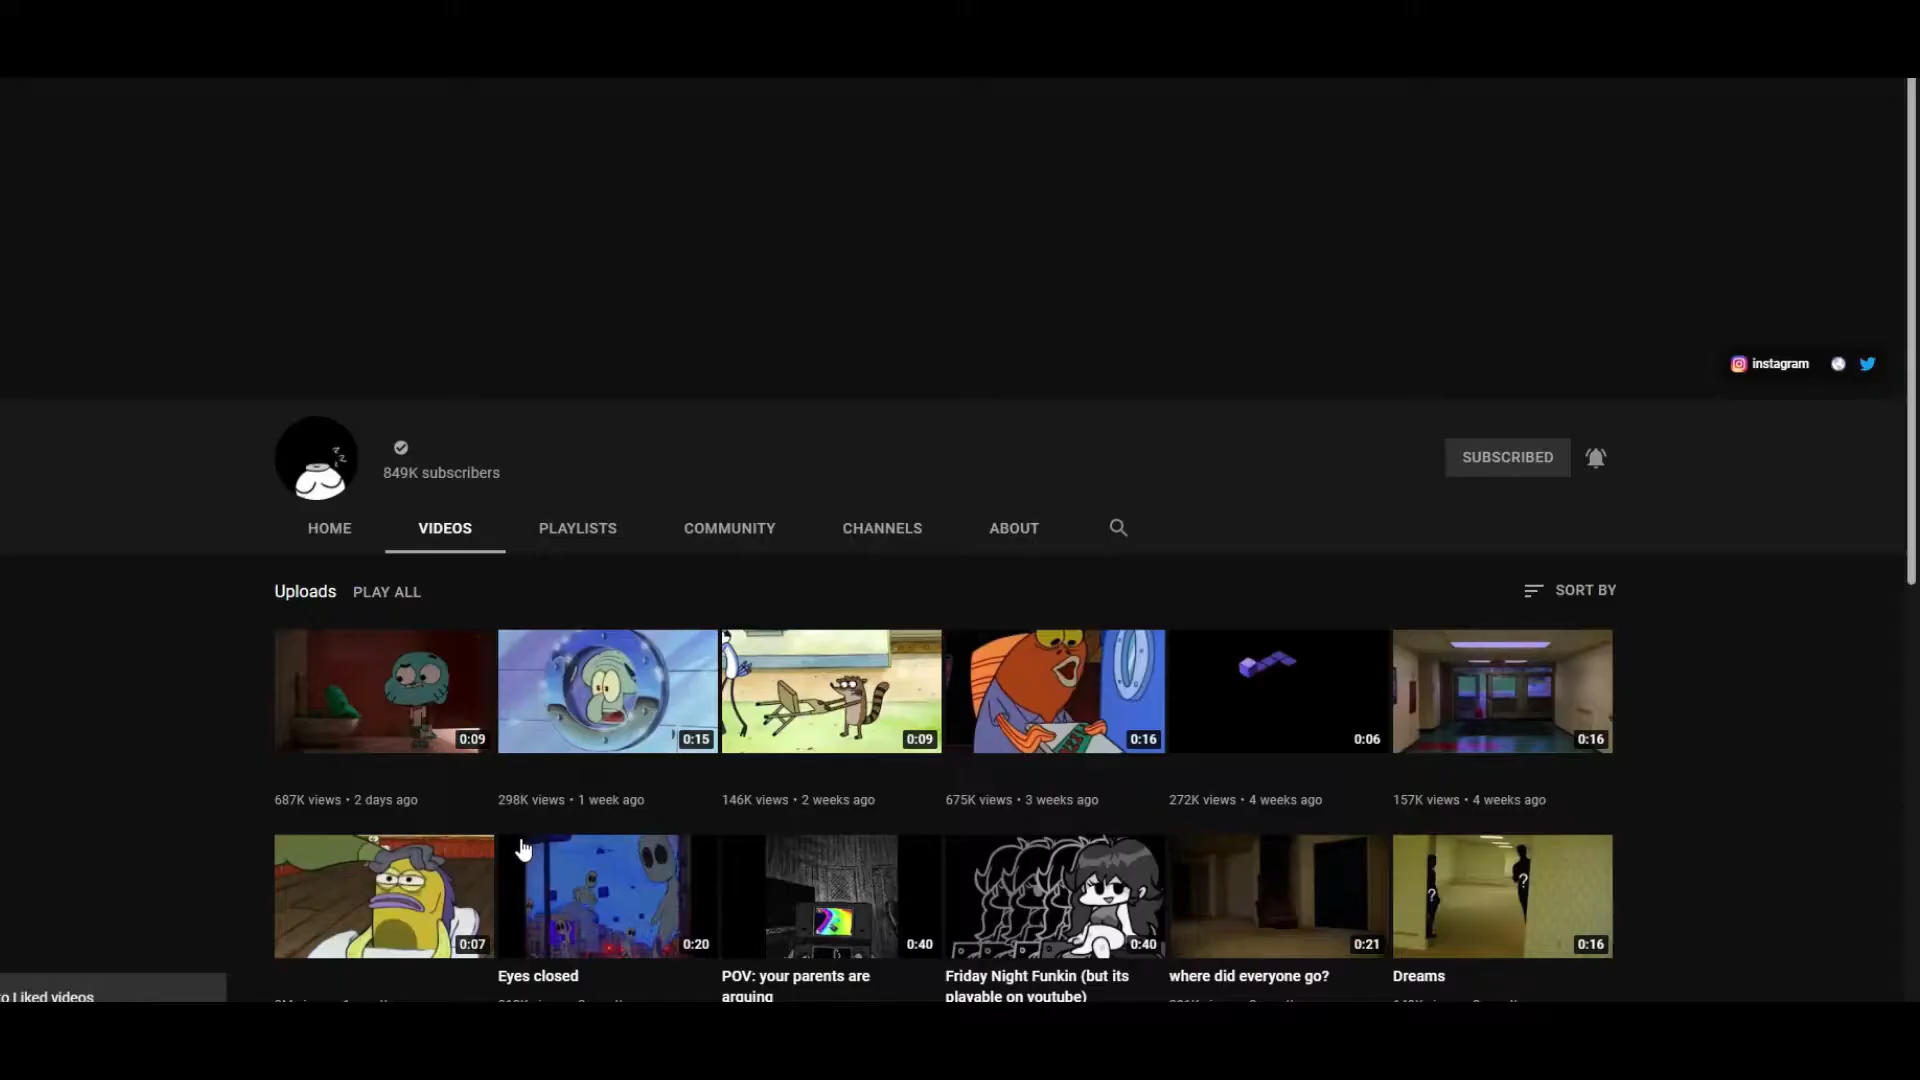 instagram
849K subscribers
SUBSCRIBED
HOME
VIDEOS
PLAYLISTS
COMMUNITY
CHANNELS
ABOUT
Uploads
PLAY ALL
SORT BY
0:09
0:15
0:09
0:16
0:06
0:16
687K views • 2 days ago
298K views • 1 week ago
146K views • 2 weeks ago
675K views • 3 weeks ago
272K views • 4 weeks ago
157K views • 4 weeks ago
0:07
0:20
0:40
0:40
0:21
0:16
Eyes closed
POV: your parents are
arguing
Friday Night Funkin (but its
playable on youtube)
where did everyone go?
Dreams
to Liked videos